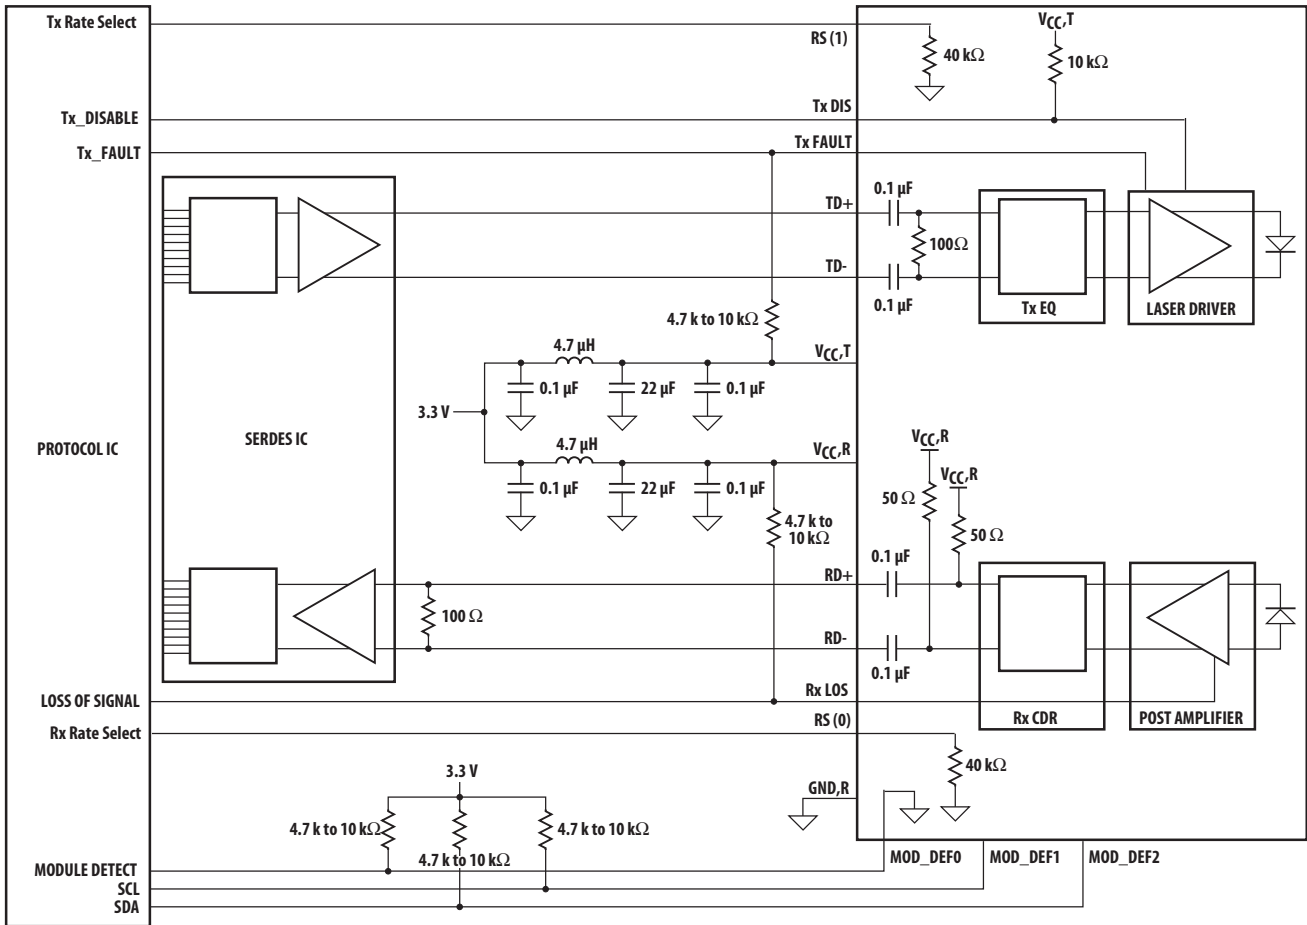 Tx Rate Select
RS (1)
40 kΩ
VCC,T
10 kΩ
Tx_DISABLE
Tx DIS
Tx_FAULT
Tx FAULT
0.1 µF
TD+
100Ω
TD-
0.1 µF
Tx EQ
LASER DRIVER
4.7 k to 10 kΩ
4.7 µH
VCC,T
0.1 µF
22 µF
0.1 µF
3.3 V
PROTOCOL IC
SERDES IC
4.7 µH
VCC,R
0.1 µF
22 µF
0.1 µF
4.7 k to
10 kΩ
VCC,R
VCC,R
50 Ω
50 Ω
0.1 µF
RD+
100 Ω
RD-
0.1 µF
Rx CDR
POST AMPLIFIER
LOSS OF SIGNAL
Rx LOS
Rx Rate Select
RS (0)
40 kΩ
GND,R
3.3 V
4.7 k to 10 kΩ
4.7 k to 10 kΩ
4.7 k to 10 kΩ
MODULE DETECT
MOD_DEF0
MOD_DEF1
MOD_DEF2
SCL
SDA